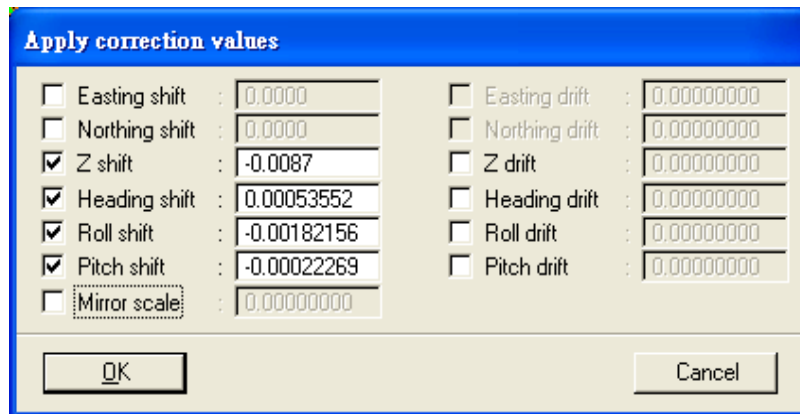 Apply correction values
Easting shift : 0.0000 Easting drift : 0.00000000
Northing shift : 0.0000 Northing drift : 0.00000000
Z shift : -0.0087 Z drift : 0.00000000
Heading shift : 0.00053552 Heading drift : 0.00000000
Roll shift : -0.00182156 Roll drift : 0.00000000
Pitch shift : -0.00022269 Pitch drift : 0.00000000
Mirror scale : 0.00000000
OK Cancel